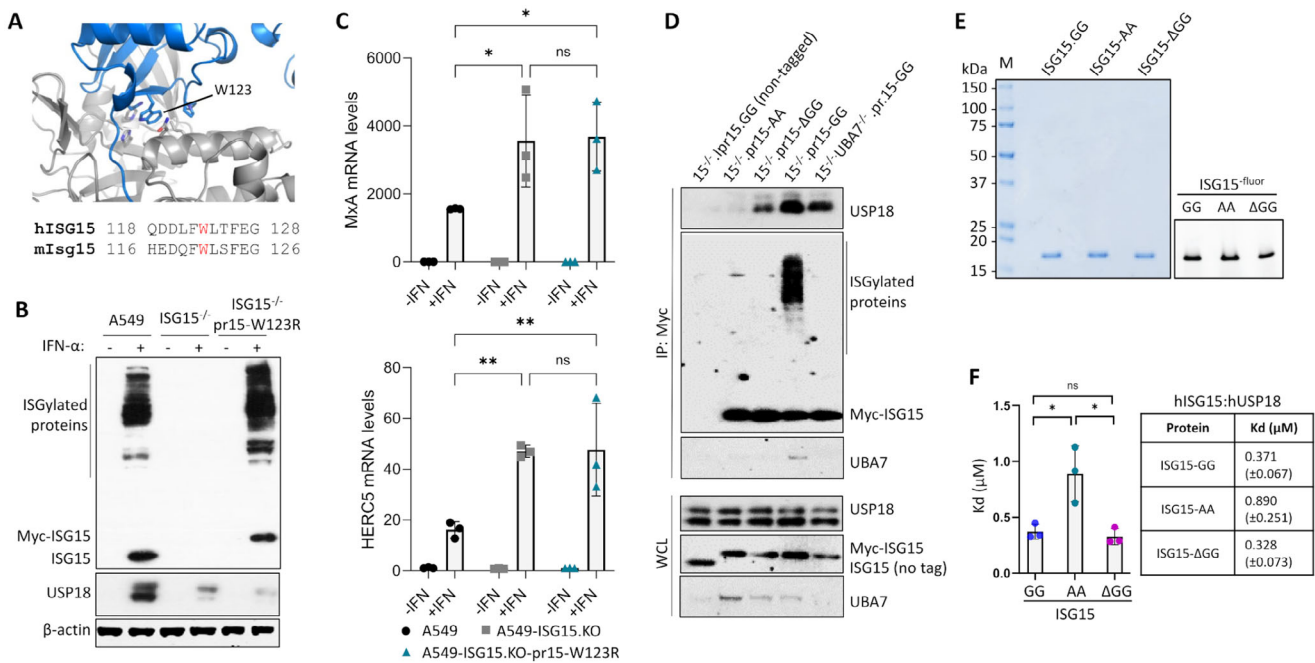 A
W123
hISG15 118 QDDLFWLTFEG 128
mIsg15 116 HEDQFWLSFEG 126
B
A549
ISG15-/-
ISG15-/-
pr15-W123R
IFN-α: - + - + - +
ISGylated
proteins
Myc-ISG15
ISG15
USP18
β-actin
C
*
*
ns
MxA mRNA levels
6000
4000
2000
0
-IFN +IFN -IFN +IFN -IFN +IFN
**
**
ns
HERC5 mRNA levels
80
60
40
20
0
-IFN +IFN -IFN +IFN -IFN +IFN
A549 A549-ISG15.KO
A549-ISG15.KO-pr15-W123R
D
15-/-.lpr15.GG (non-tagged)
15-/-.pr15-AA
15-/-.pr15-ΔGG
15-/-.pr15-GG
15-/-.UBA7-/-.pr.15-GG
IP: Myc
USP18
ISGylated
proteins
Myc-ISG15
UBA7
WCL
USP18
Myc-ISG15
ISG15 (no tag)
UBA7
E
kDa M ISG15.GG ISG15-AA ISG15-ΔGG
150
100
75
50
37
25
20
15
ISG15-fluor
GG AA ΔGG
F
ns
* *
Kd (μM)
1.5
1.0
0.5
0.0
GG AA ΔGG
ISG15
hISG15:hUSP18
Protein Kd (μM)
ISG15-GG 0.371 (±0.067)
ISG15-AA 0.890 (±0.251)
ISG15-ΔGG 0.328 (±0.073)